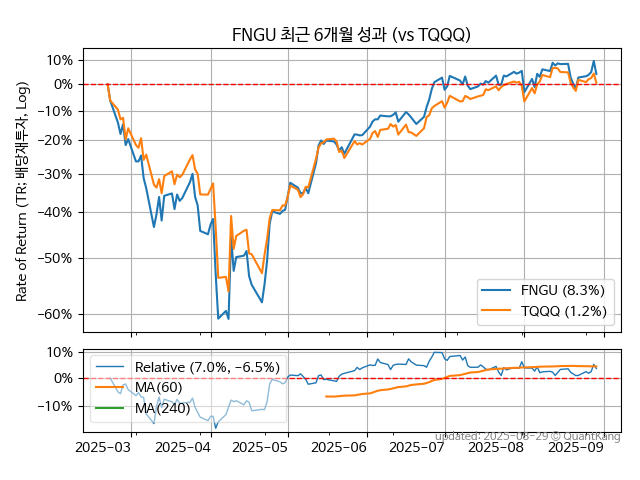 FNGU 최근 6개월 성과 (vs TQQQ)
Rate of Return (TR: 배당재투자, Log)
10%
0%
−10%
−20%
−30%
−40%
−50%
−60%
FNGU (8.3%)
TQQQ (1.2%)
10%
0%
−10%
Relative (7.0%, −6.5%)
MA(60)
MA(240)
2025−03
2025−04
2025−05
2025−06
2025−07
2025−08
2025−09
updated: 2025−08−29 © QuantKang